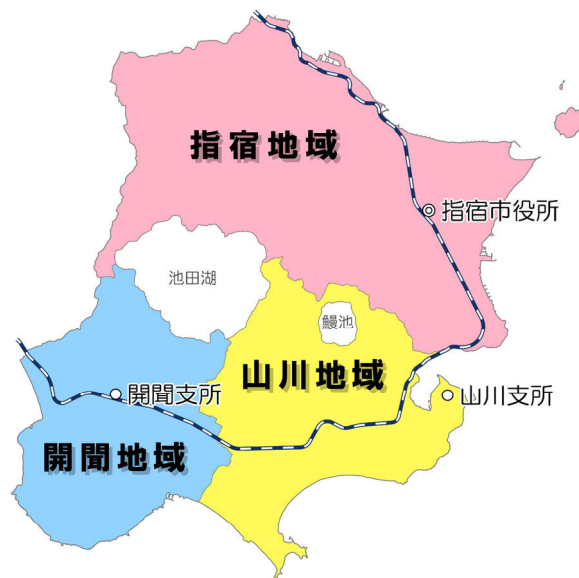 指宿地域
指宿市役所
池田湖
鰻池
山川地域
開聞支所
山川支所
開聞地域